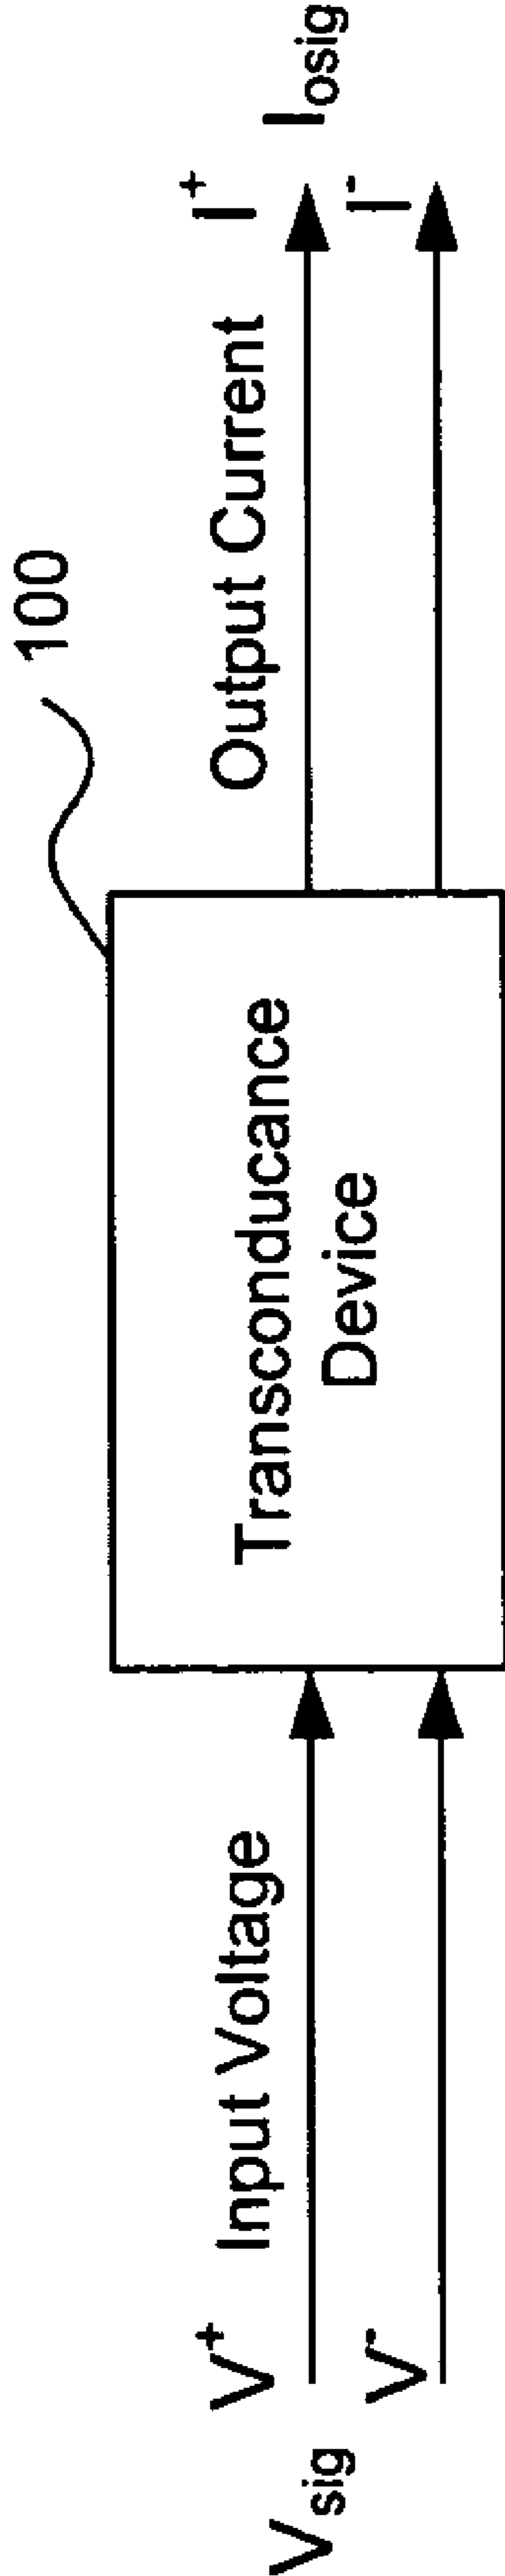 100
V+ Input Voltage
Vsig
V-
Transconducance
Device
Output Current I+
Iosig
I-